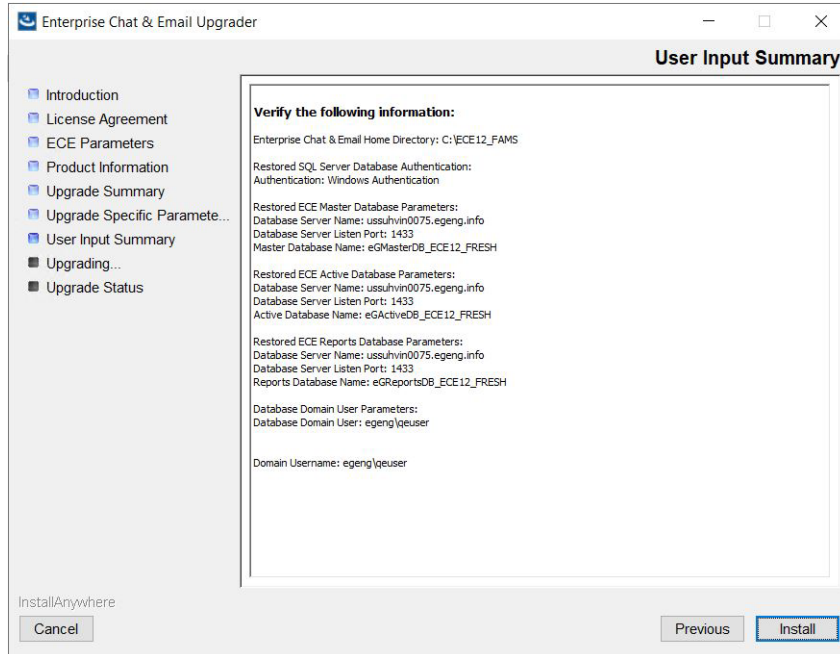 Enterprise Chat & Email Upgrader
User Input Summary
Introduction
License Agreement
ECE Parameters
Product Information
Upgrade Summary
Upgrade Specific Paramete...
User Input Summary
Upgrading...
Upgrade Status
Verify the following information:
Enterprise Chat & Email Home Directory: C:\ECE12_FAMS
Restored SQL Server Database Authentication:
Authentication: Windows Authentication
Restored ECE Master Database Parameters:
Database Server Name: ussuhvin0075.egeng.info
Database Server Listen Port: 1433
Master Database Name: eGMasterDB_ECE12_FRESH
Restored ECE Active Database Parameters:
Database Server Name: ussuhvin0075.egeng.info
Database Server Listen Port: 1433
Active Database Name: eGActiveDB_ECE12_FRESH
Restored ECE Reports Database Parameters:
Database Server Name: ussuhvin0075.egeng.info
Database Server Listen Port: 1433
Reports Database Name: eGReportsDB_ECE12_FRESH
Database Domain User Parameters:
Database Domain User: egeng\qeuser
Domain Username: egeng\qeuser
InstallAnywhere
Cancel
Previous
Install